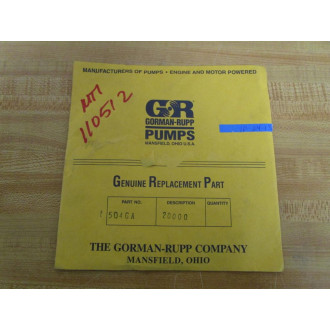 MANUFACTURERS OF PUMPS - ENGINE AND MOTOR POWERED
110512
GR
GORMAN-RUPP
PUMPS
MANSFIELD, OHIO U.S.A.
GENUINE REPLACEMENT PART
PART NO. DESCRIPTION QUANTITY
70000
THE GORMAN-RUPP COMPANY
MANSFIELD, OHIO